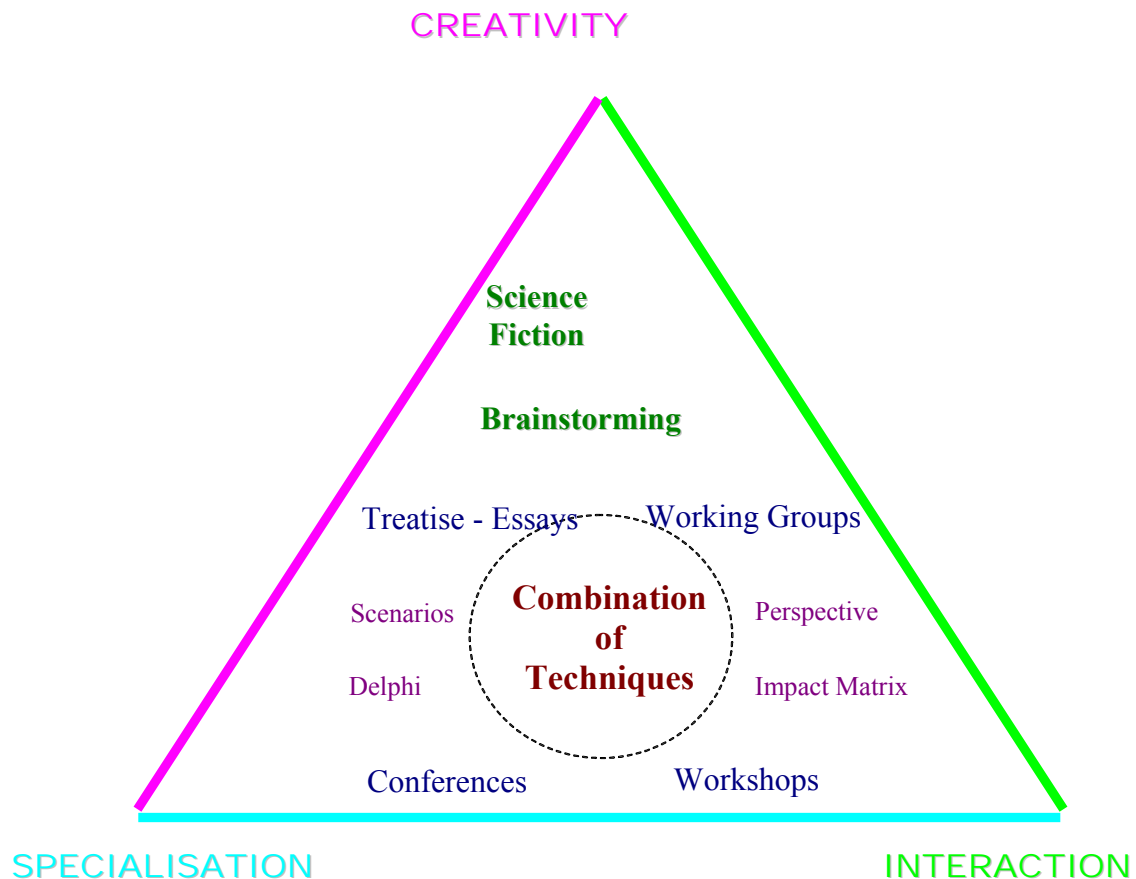 CREATIVITY
Science
Fiction
Brainstorming
Treatise - Essays
Working Groups
Combination
of
Techniques
Scenarios
Perspective
Delphi
Impact Matrix
Conferences
Workshops
SPECIALISATION
INTERACTION